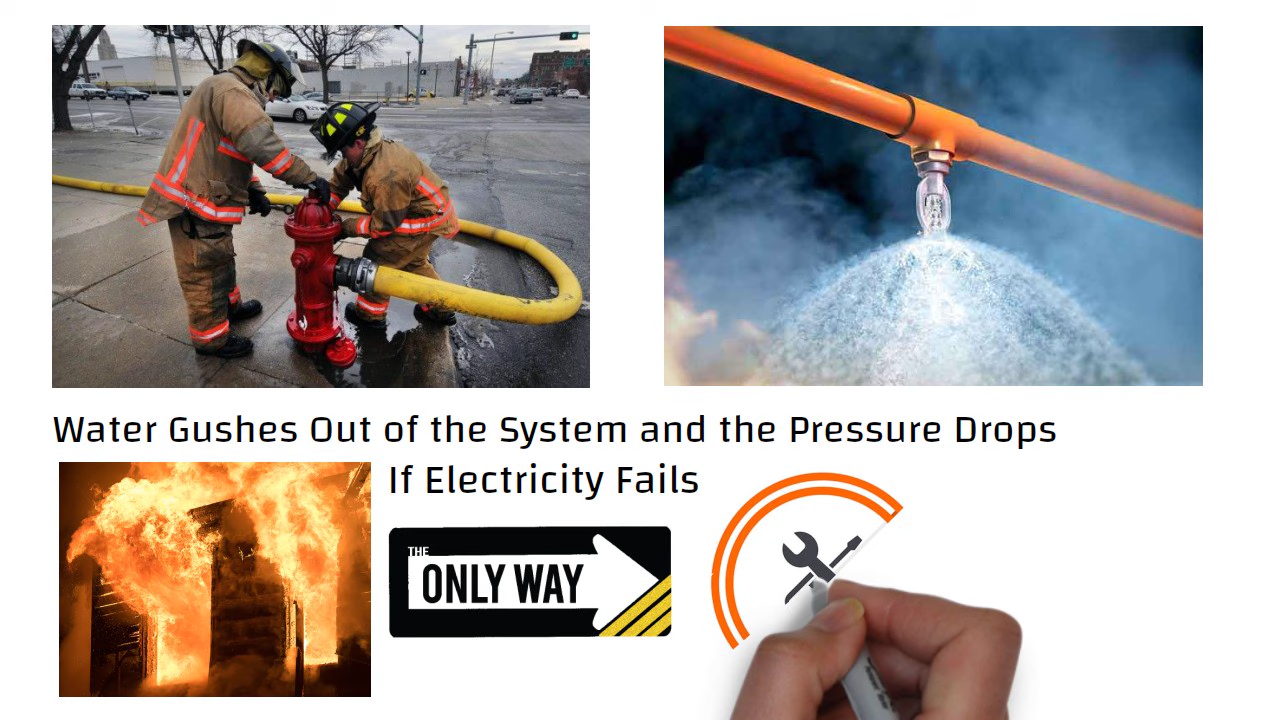 Water Gushes Out of the System and the Pressure Drops
If Electricity Fails
THE
ONLY WAY